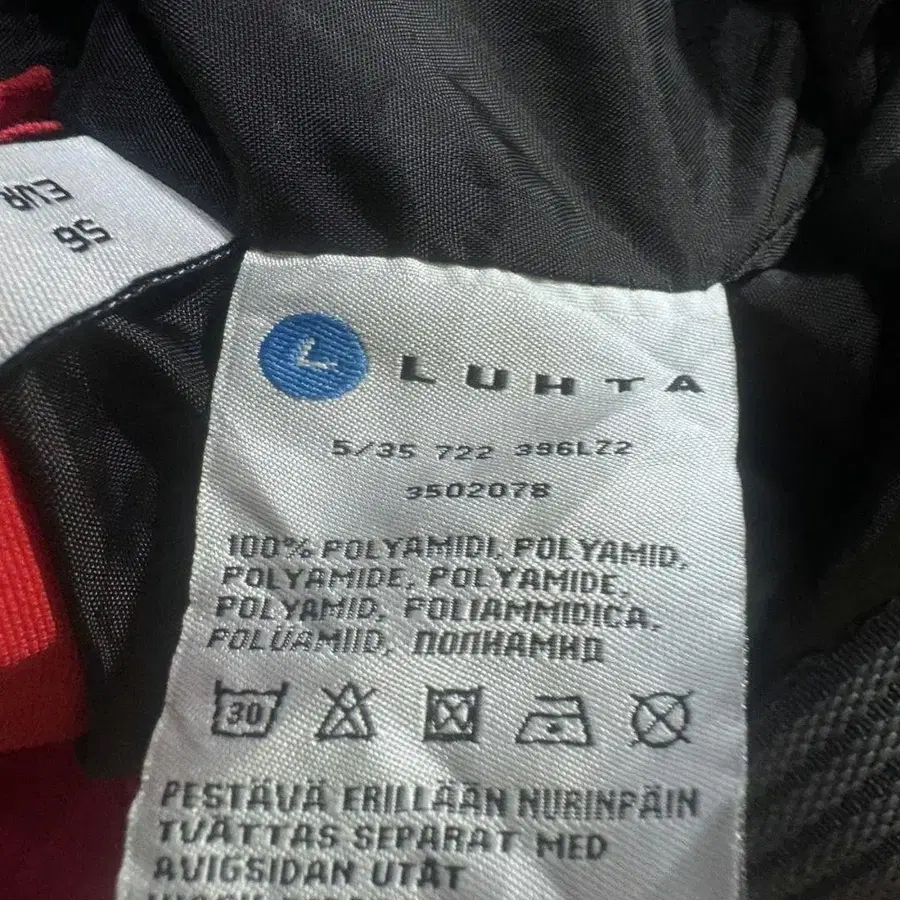 56
EUR
L LUHTA
5/35 722 396L72
3502078
100% POLYAMIDI, POLYAMID,
POLYAMIDE, POLYAMIDE,
POLYAMID, POLIAMMIDICA,
POLÜAMIID, ПОЛИАМИД
30
PESTÄVÄ ERILLÄÄN NURINPÄIN
TVÄTTAS SEPARAT MED
AVIGSIDAN UTÅT